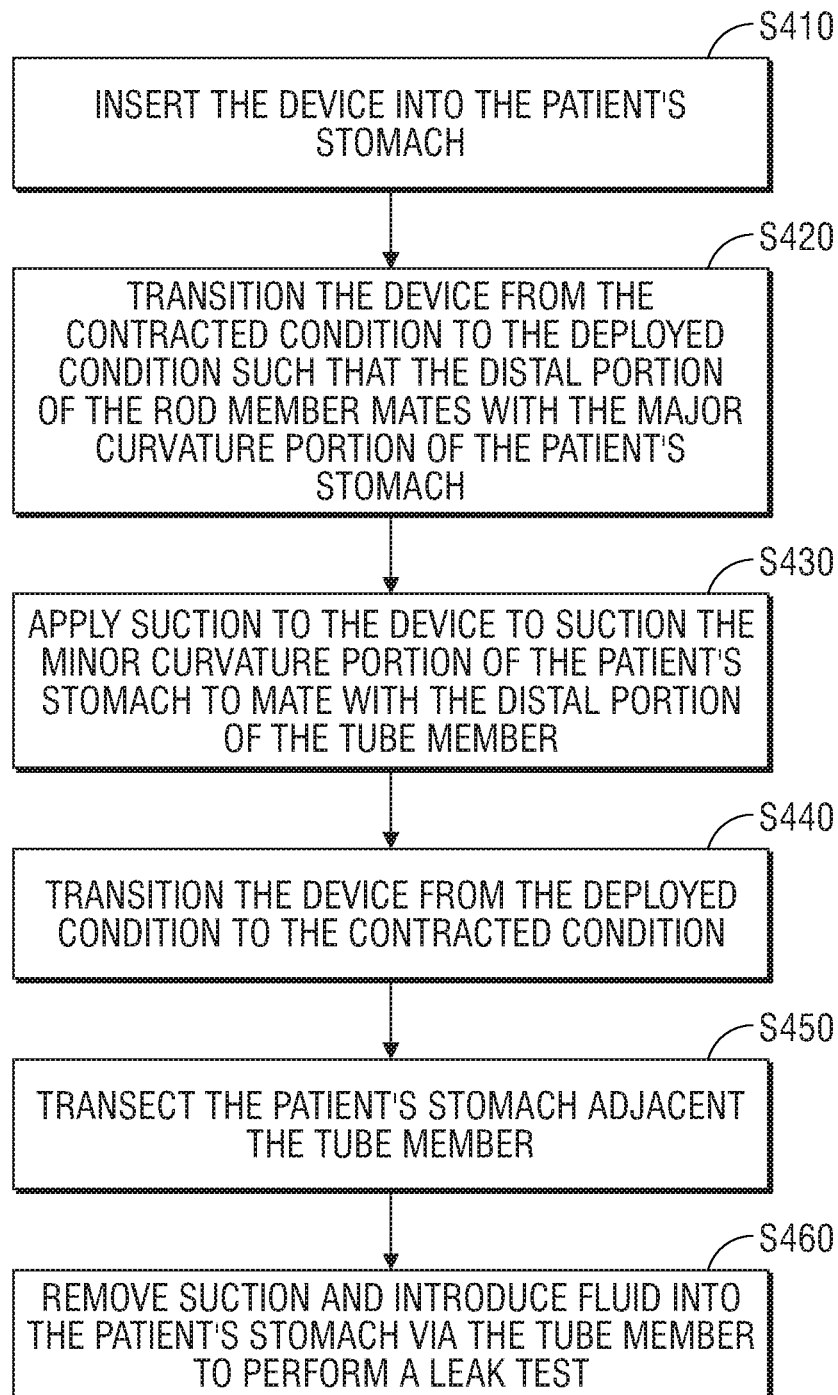 S410
INSERT THE DEVICE INTO THE PATIENT'S
STOMACH
S420
TRANSITION THE DEVICE FROM THE
CONTRACTED CONDITION TO THE DEPLOYED
CONDITION SUCH THAT THE DISTAL PORTION
OF THE ROD MEMBER MATES WITH THE MAJOR
CURVATURE PORTION OF THE PATIENT'S
STOMACH
S430
APPLY SUCTION TO THE DEVICE TO SUCTION THE
MINOR CURVATURE PORTION OF THE PATIENT'S
STOMACH TO MATE WITH THE DISTAL PORTION
OF THE TUBE MEMBER
S440
TRANSITION THE DEVICE FROM THE DEPLOYED
CONDITION TO THE CONTRACTED CONDITION
S450
TRANSECT THE PATIENT'S STOMACH ADJACENT
THE TUBE MEMBER
S460
REMOVE SUCTION AND INTRODUCE FLUID INTO
THE PATIENT'S STOMACH VIA THE TUBE MEMBER
TO PERFORM A LEAK TEST